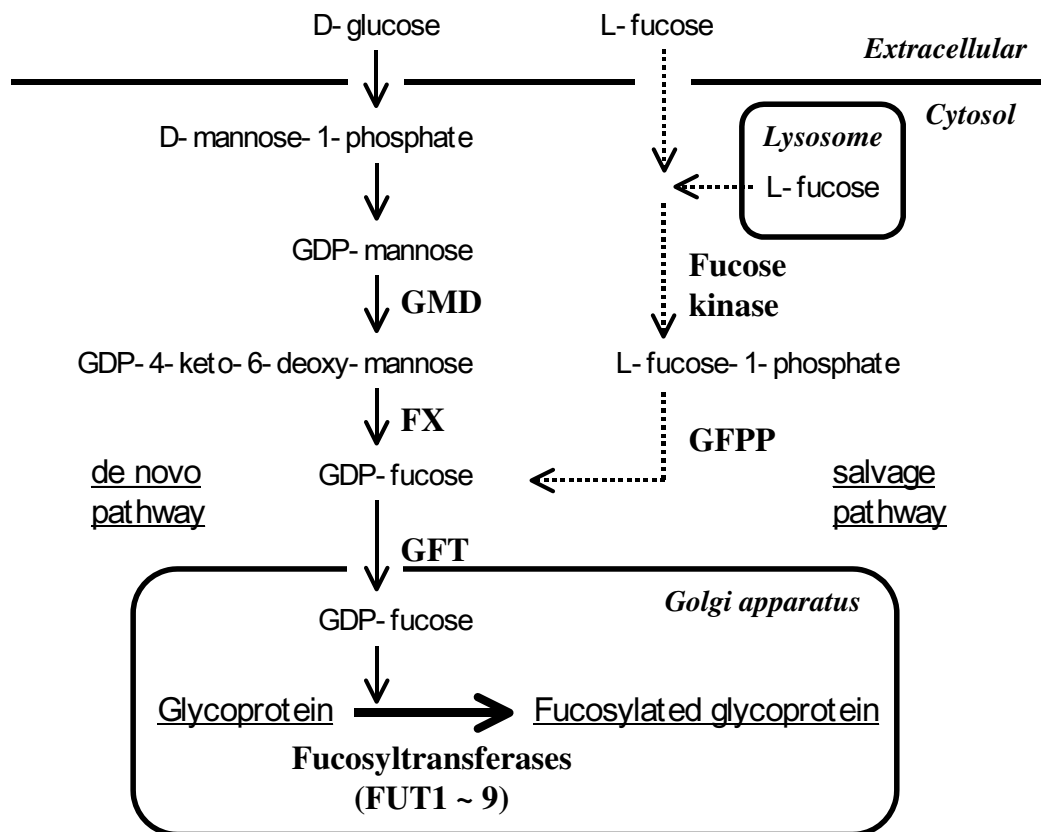 D-glucose
L-fucose
Extracellular
Cytosol
D-mannose-1-phosphate
Lysosome
L-fucose
GDP-mannose
GMD
Fucose
kinase
GDP-4-keto-6-deoxy-mannose
L-fucose-1-phosphate
FX
GFPP
GDP-fucose
de novo
pathway
salvage
pathway
GFT
Golgi apparatus
GDP-fucose
Glycoprotein
Fucosylated glycoprotein
Fucosyltransferases
(FUT1 ~ 9)